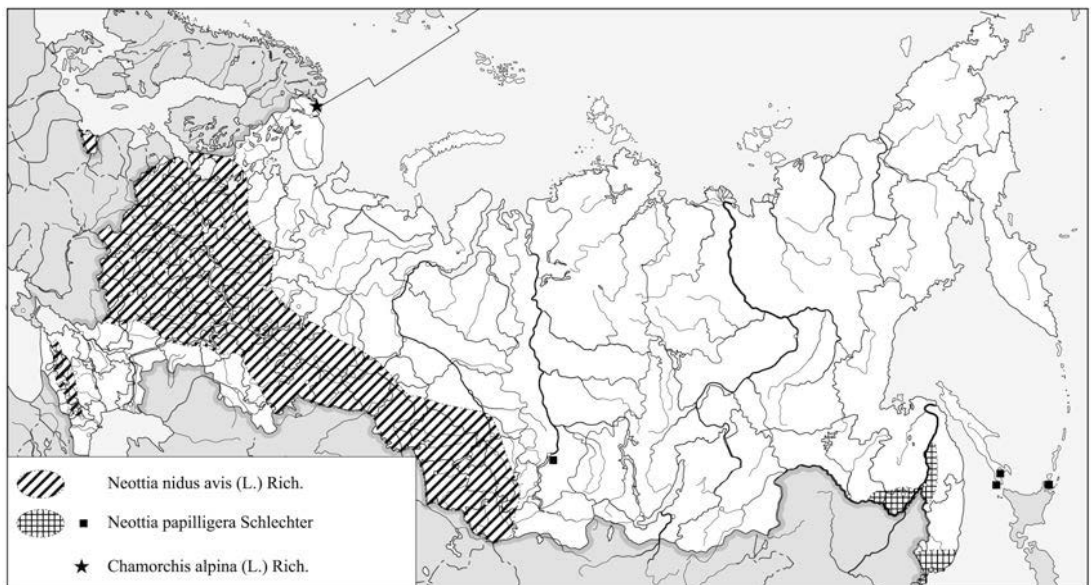 Neottia nidus avis (L.) Rich.
Neottia papilligera Schlechter
Chamorchis alpina (L.) Rich.